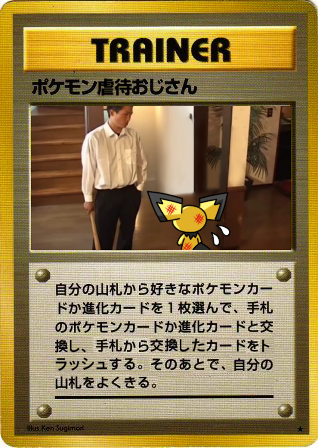 TRAINER
ポケモン虐待おじさん
自分の山札から好きなポケモンカー
ドか進化カードを1枚選んで、手札
のポケモンカードか進化カードと交
換し、手札から交換したカードをト
ラッシュする。そのあとで、自分の
山札をよくきる。
Illus. Ken Sugimori